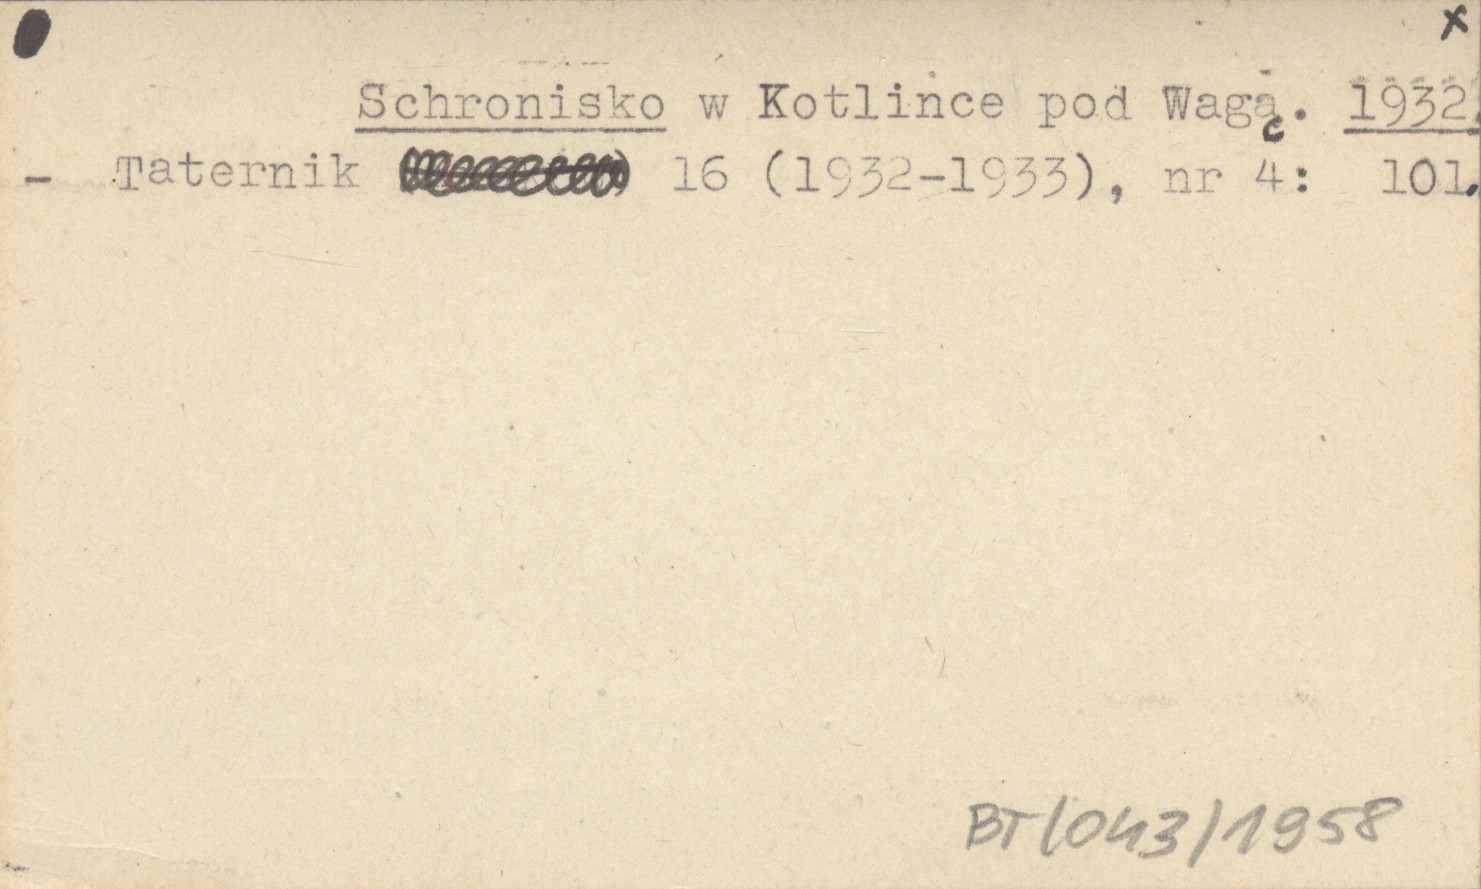 x
Schronisko w Kotlince pod Wagą. 1932.
- Taternik 16 (1932-1933), nr 4: 101.
BT/043/1958